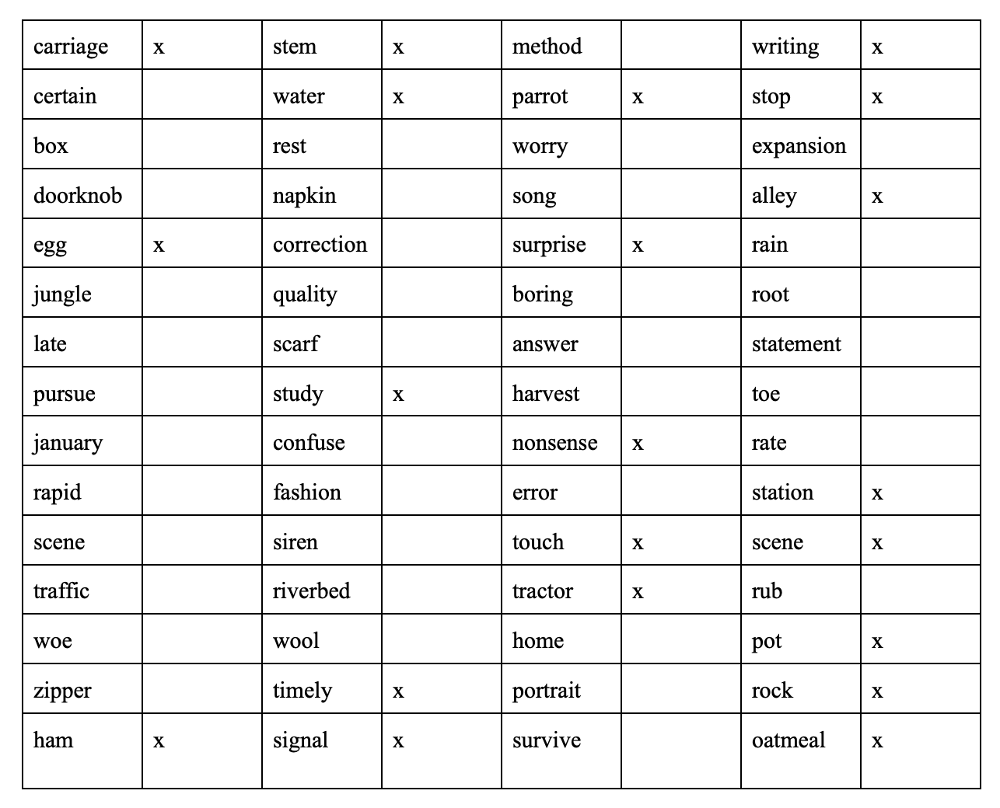 carriage x stem x method writing x
certain water x parrot x stop x
box rest worry expansion
doorknob napkin song alley x
egg x correction surprise x rain
jungle quality boring root
late scarf answer statement
pursue study x harvest toe
january confuse nonsense x rate
rapid fashion error station x
scene siren touch x scene x
traffic riverbed tractor x rub
woe wool home pot x
zipper timely x portrait rock x
ham x signal x survive oatmeal x